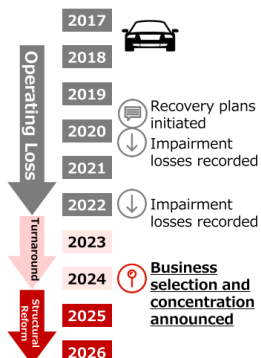 2017
2018
2019
Operating Loss
Recovery plans
initiated
2020
Impairment
losses recorded
2021
2022
Impairment
losses recorded
Turnaround
2023
2024
Business
selection and
concentration
announced
Structural
Reform
2025
2026